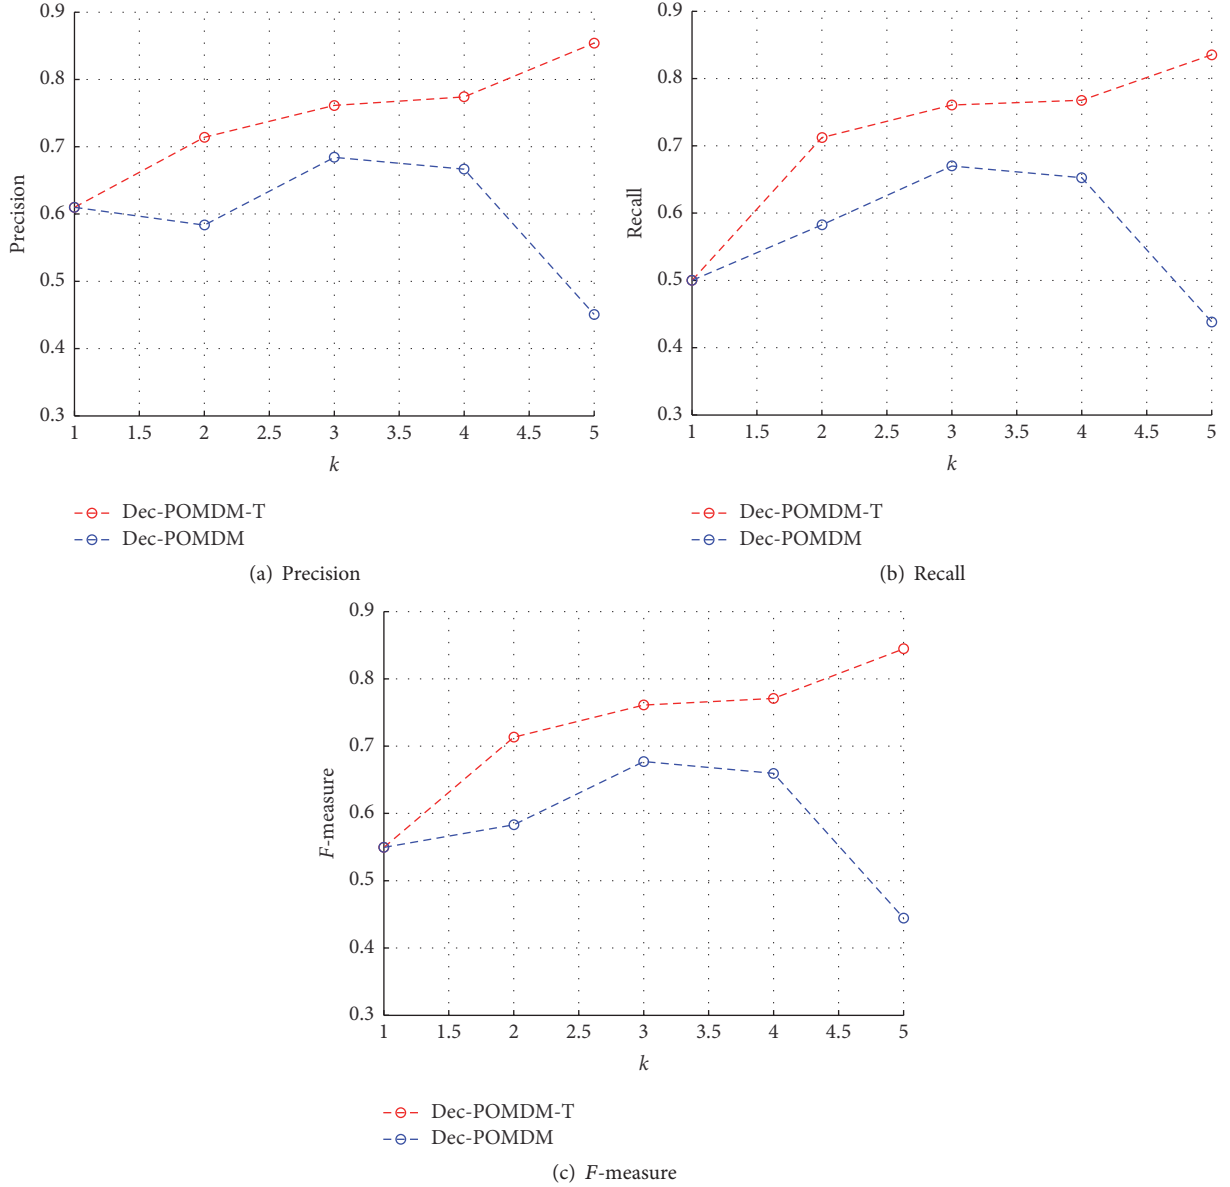 0.9
0.8
0.7
0.6
0.5
0.4
0.3
Precision
1 1.5 2 2.5 3 3.5 4 4.5 5
k
Dec-POMDM-T
Dec-POMDM
(a) Precision
0.9
0.8
0.7
0.6
0.5
0.4
0.3
Recall
1 1.5 2 2.5 3 3.5 4 4.5 5
k
Dec-POMDM-T
Dec-POMDM
(b) Recall
0.9
0.8
0.7
0.6
0.5
0.4
0.3
F-measure
1 1.5 2 2.5 3 3.5 4 4.5 5
k
Dec-POMDM-T
Dec-POMDM
(c) F-measure